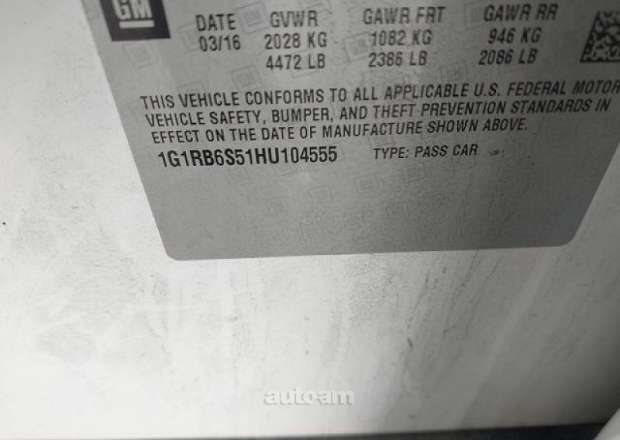 GM
DATE GVWR GAWR FRT GAWR RR
03/16 2028 KG 1082 KG 946 KG
4472 LB 2386 LB 2086 LB
THIS VEHICLE CONFORMS TO ALL APPLICABLE U.S. FEDERAL MOTOR
VEHICLE SAFETY, BUMPER, AND THEFT PREVENTION STANDARDS IN
EFFECT ON THE DATE OF MANUFACTURE SHOWN ABOVE.
1G1RB6S51HU104555 TYPE: PASS CAR
auto.am